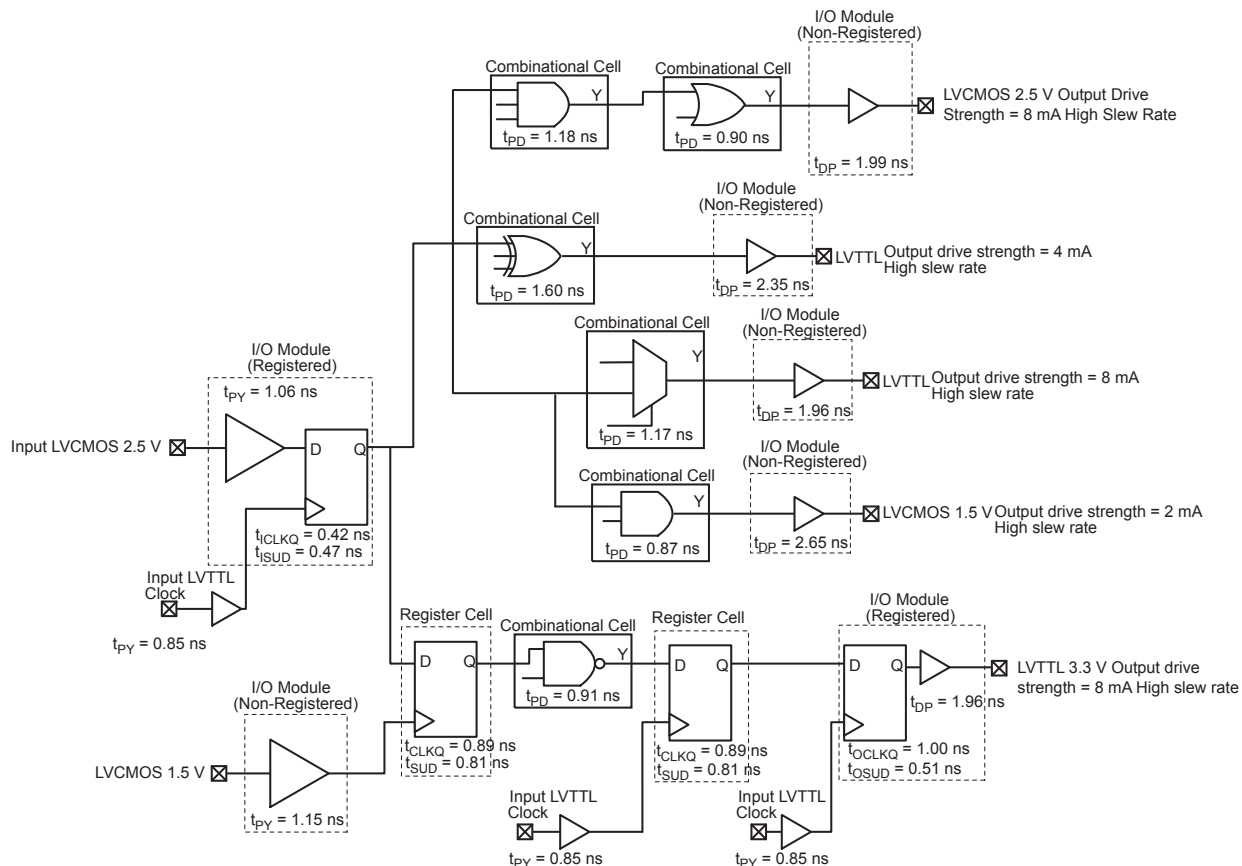 I/O Module
(Non-Registered)
Combinational Cell
Y
tPD = 1.18 ns
Combinational Cell
Y
tPD = 0.90 ns
tDP = 1.99 ns
LVCMOS 2.5 V Output Drive
Strength = 8 mA High Slew Rate
Combinational Cell
Y
tPD = 1.60 ns
I/O Module
(Non-Registered)
tDP = 2.35 ns
LVTTL Output drive strength = 4 mA
High slew rate
Combinational Cell
Y
tPD = 1.17 ns
I/O Module
(Non-Registered)
tDP = 1.96 ns
LVTTL Output drive strength = 8 mA
High slew rate
Combinational Cell
Y
tPD = 0.87 ns
I/O Module
(Non-Registered)
tDP = 2.65 ns
LVCMOS 1.5 V Output drive strength = 2 mA
High slew rate
I/O Module
(Registered)
tPY = 1.06 ns
Input LVCMOS 2.5 V
D Q
tICLKQ = 0.42 ns
tISUD = 0.47 ns
Input LVTTL
Clock
tPY = 0.85 ns
I/O Module
(Non-Registered)
LVCMOS 1.5 V
tPY = 1.15 ns
Register Cell
D Q
tCLKQ = 0.89 ns
tSUD = 0.81 ns
Combinational Cell
Y
tPD = 0.91 ns
Register Cell
D Q
tCLKQ = 0.89 ns
tSUD = 0.81 ns
Input LVTTL
Clock
tPY = 0.85 ns
I/O Module
(Registered)
D Q
tDP = 1.96 ns
tOCLKQ = 1.00 ns
tOSUD = 0.51 ns
Input LVTTL
Clock
tPY = 0.85 ns
LVTTL 3.3 V Output drive
strength = 8 mA High slew rate